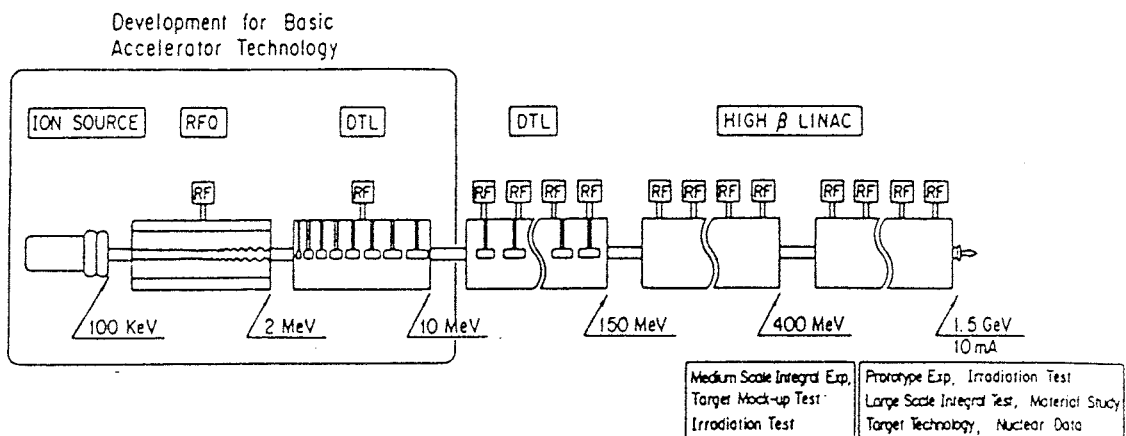 Development for Basic
Accelerator Technology
ION SOURCE RFQ DTL DTL HIGH β LINAC
RF RF RF RF RF RF RF RF RF RF RF RF RF RF
100 KeV 2 MeV 10 MeV 150 MeV 400 MeV 1.5 GeV
10 mA
Medium Scale Integral Exp, Prototype Exp, Irradiation Test
Target Mock-up Test Large Scale Integral Test, Material Study
Irradiation Test Target Technology, Nuclear Data